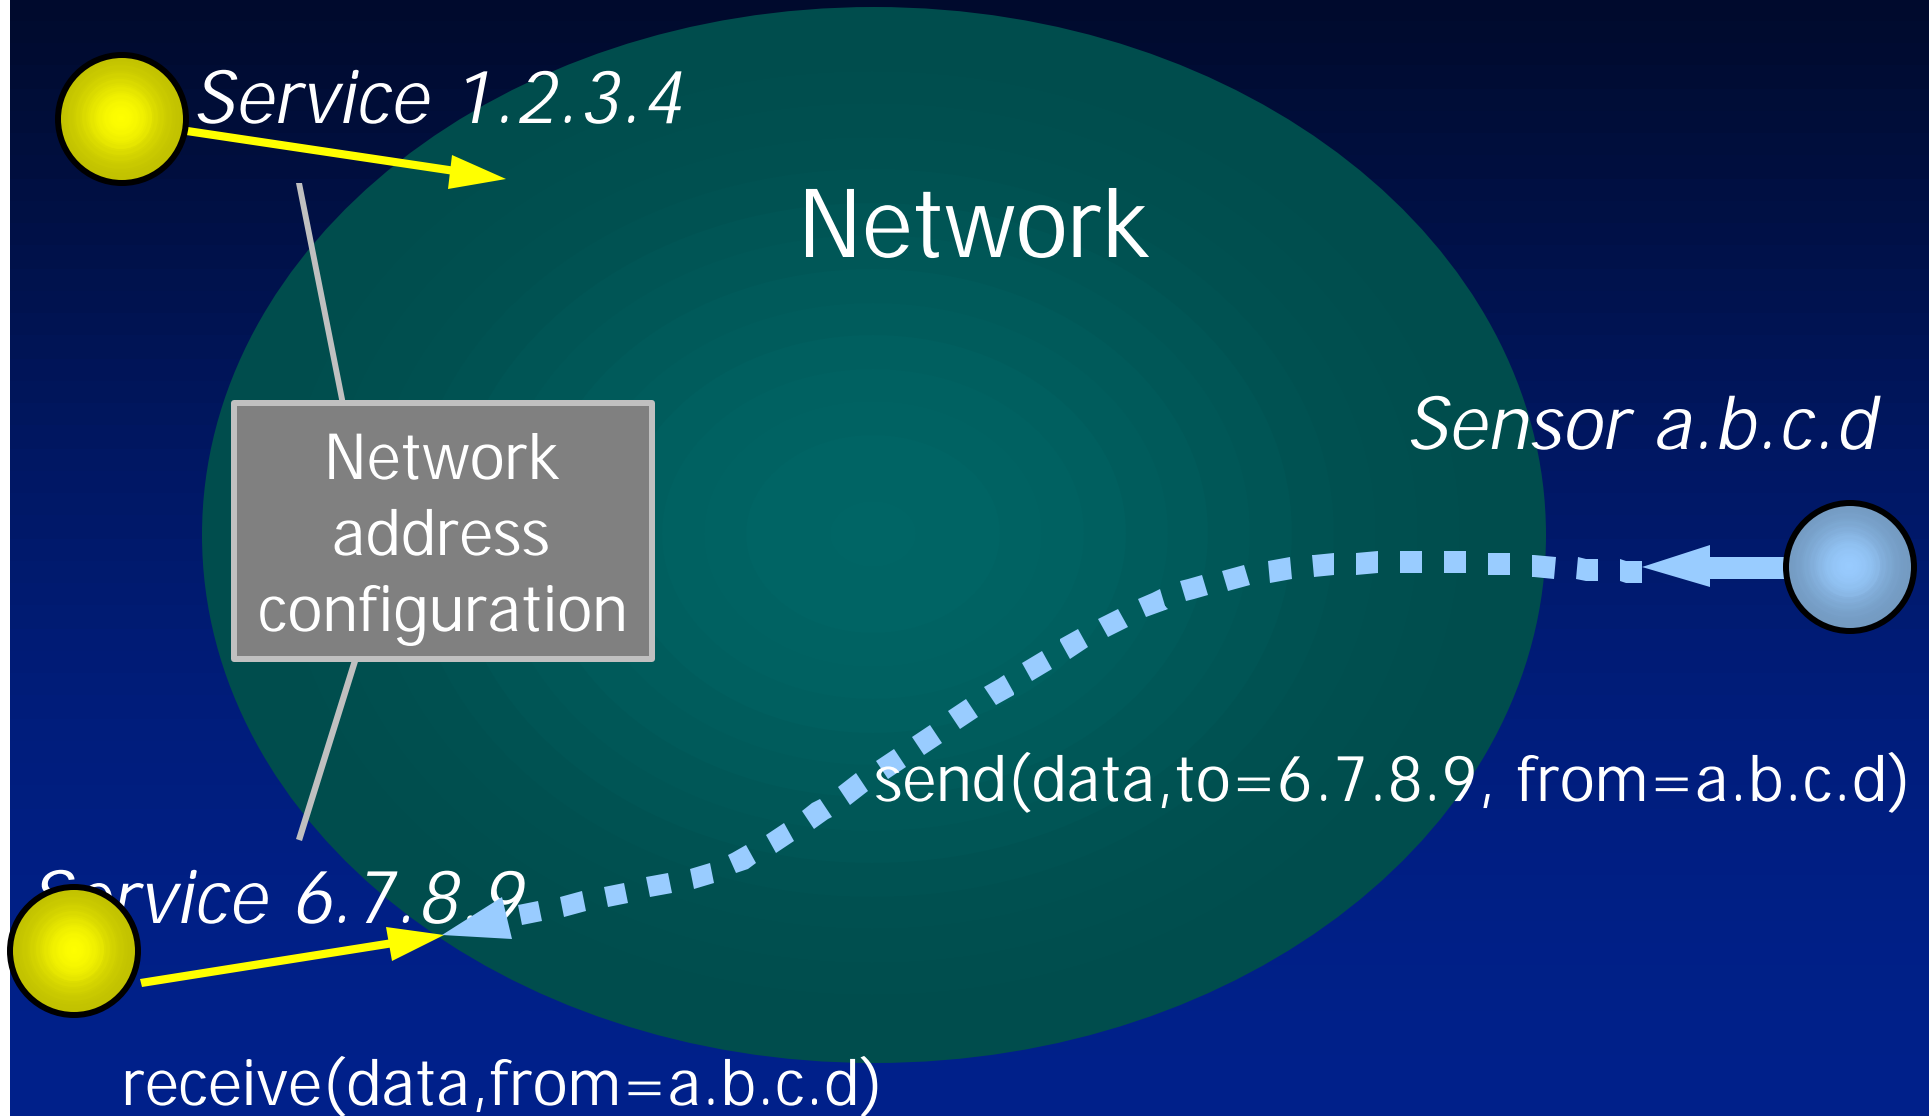 Service 1.2.3.4
Network
Network
address
configuration
Sensor a.b.c.d
send(data,to=6.7.8.9, from=a.b.c.d)
Service 6.7.8.9
receive(data,from=a.b.c.d)